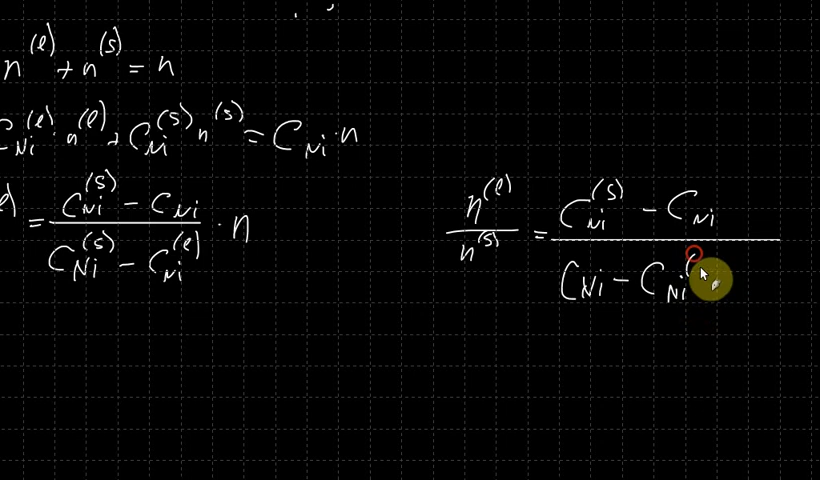 n^(l) + n^(s) = n
C_Ni^(l) · n^(l) + C_Ni^(s) n^(s) = C_Ni · n
l) = (C_Ni^(s) - C_Ni) / (C_Ni^(s) - C_Ni^(l)) · n
n^(l) / n^(s) = (C_Ni^(s) - C_Ni) / (C_Ni - C_Ni^(